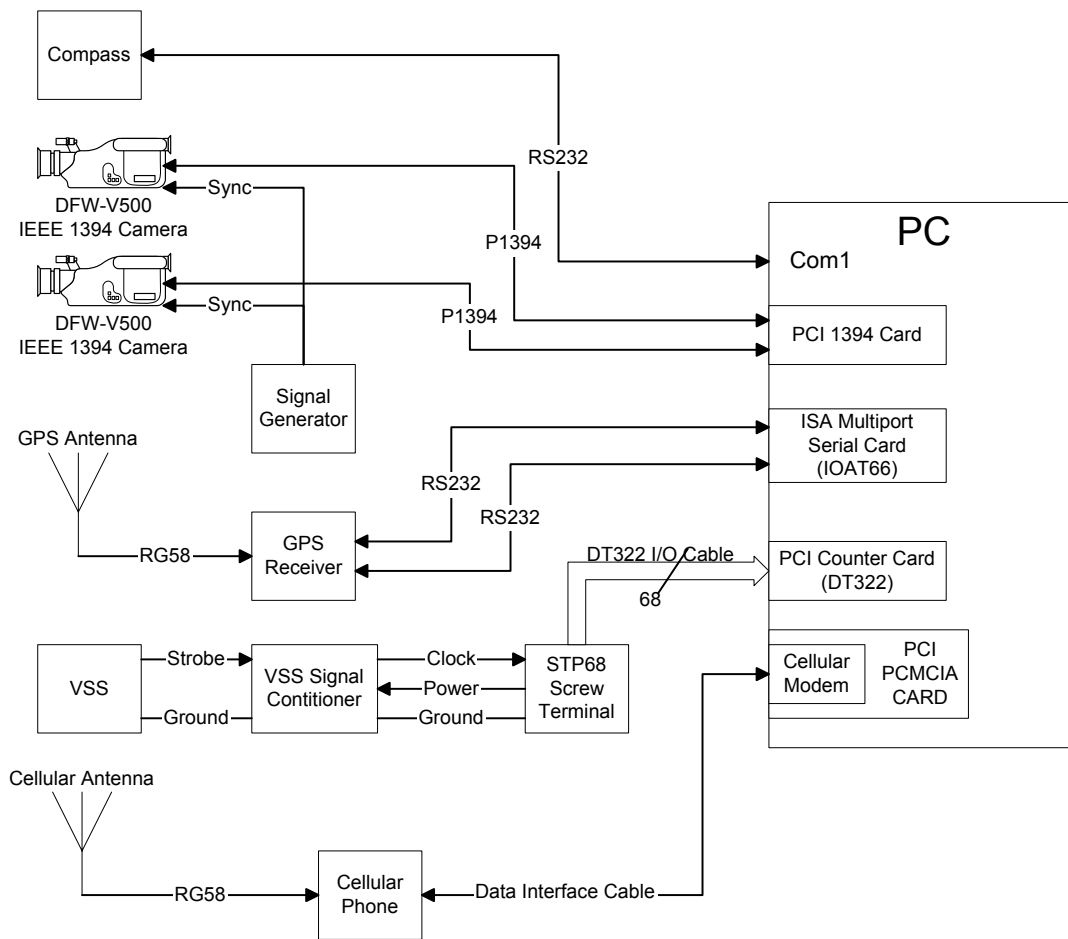 Compass
RS232
Sync
DFW-V500
IEEE 1394 Camera
P1394
PC
Com1
Sync
P1394
DFW-V500
IEEE 1394 Camera
PCI 1394 Card
Signal
Generator
GPS Antenna
ISA Multiport
Serial Card
(IOAT66)
RS232
RS232
RG58
GPS
Receiver
DT322 I/O Cable
68
PCI Counter Card
(DT322)
VSS
Strobe
Ground
VSS Signal
Contitioner
Clock
Power
Ground
STP68
Screw
Terminal
Cellular
Modem
PCI
PCMCIA
CARD
Cellular Antenna
RG58
Cellular
Phone
Data Interface Cable